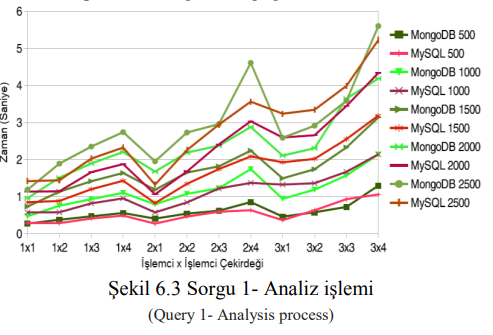 6
5
4
3
2
1
0
Zaman (Saniye)
1x1 1x2 1x3 1x4 2x1 2x2 2x3 2x4 3x1 3x2 3x3 3x4
İşlemci x İşlemci Çekirdeği
MongoDB 500
MySQL 500
MongoDB 1000
MySQL 1000
MongoDB 1500
MySQL 1500
MongoDB 2000
MySQL 2000
MongoDB 2500
MySQL 2500
Şekil 6.3 Sorgu 1- Analiz işlemi
(Query 1- Analysis process)